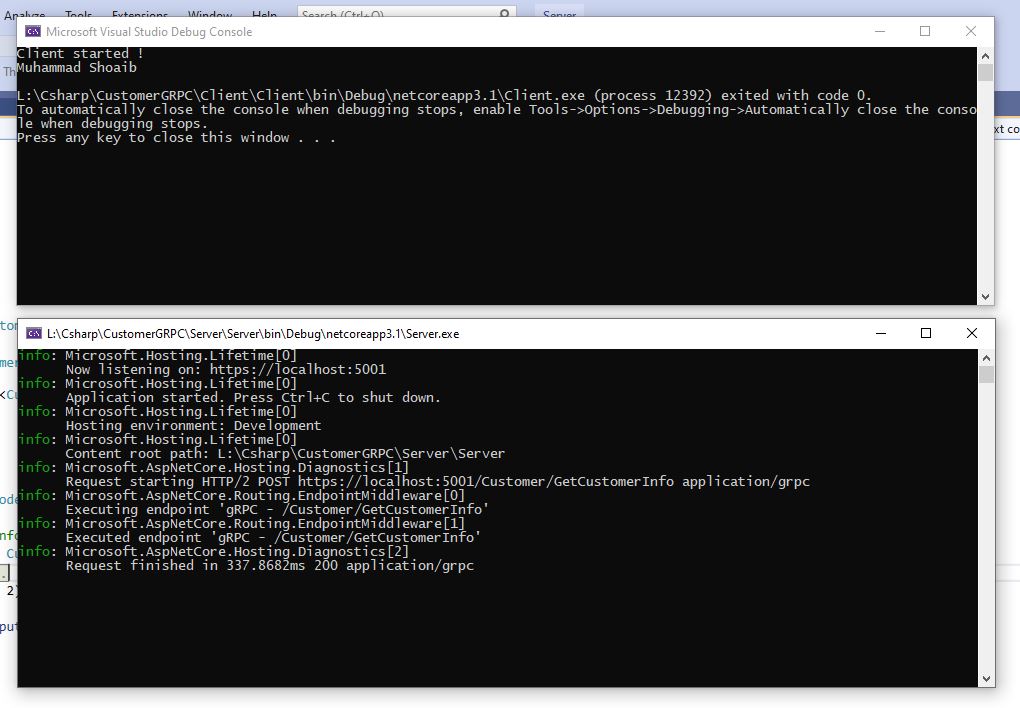 Analyze Tools Extensions Window Help Search (Ctrl+Q) Server
Microsoft Visual Studio Debug Console
Client started !
Muhammad Shoaib
L:\Csharp\CustomerGRPC\Client\Client\bin\Debug\netcoreapp3.1\Client.exe (process 12392) exited with code 0.
To automatically close the console when debugging stops, enable Tools->Options->Debugging->Automatically close the conso
le when debugging stops.
Press any key to close this window . . .
L:\Csharp\CustomerGRPC\Server\Server\bin\Debug\netcoreapp3.1\Server.exe
info: Microsoft.Hosting.Lifetime[0]
Now listening on: https://localhost:5001
info: Microsoft.Hosting.Lifetime[0]
Application started. Press Ctrl+C to shut down.
info: Microsoft.Hosting.Lifetime[0]
Hosting environment: Development
info: Microsoft.Hosting.Lifetime[0]
Content root path: L:\Csharp\CustomerGRPC\Server\Server
info: Microsoft.AspNetCore.Hosting.Diagnostics[1]
Request starting HTTP/2 POST https://localhost:5001/Customer/GetCustomerInfo application/grpc
info: Microsoft.AspNetCore.Routing.EndpointMiddleware[0]
Executing endpoint 'gRPC - /Customer/GetCustomerInfo'
info: Microsoft.AspNetCore.Routing.EndpointMiddleware[1]
Executed endpoint 'gRPC - /Customer/GetCustomerInfo'
info: Microsoft.AspNetCore.Hosting.Diagnostics[2]
Request finished in 337.8682ms 200 application/grpc